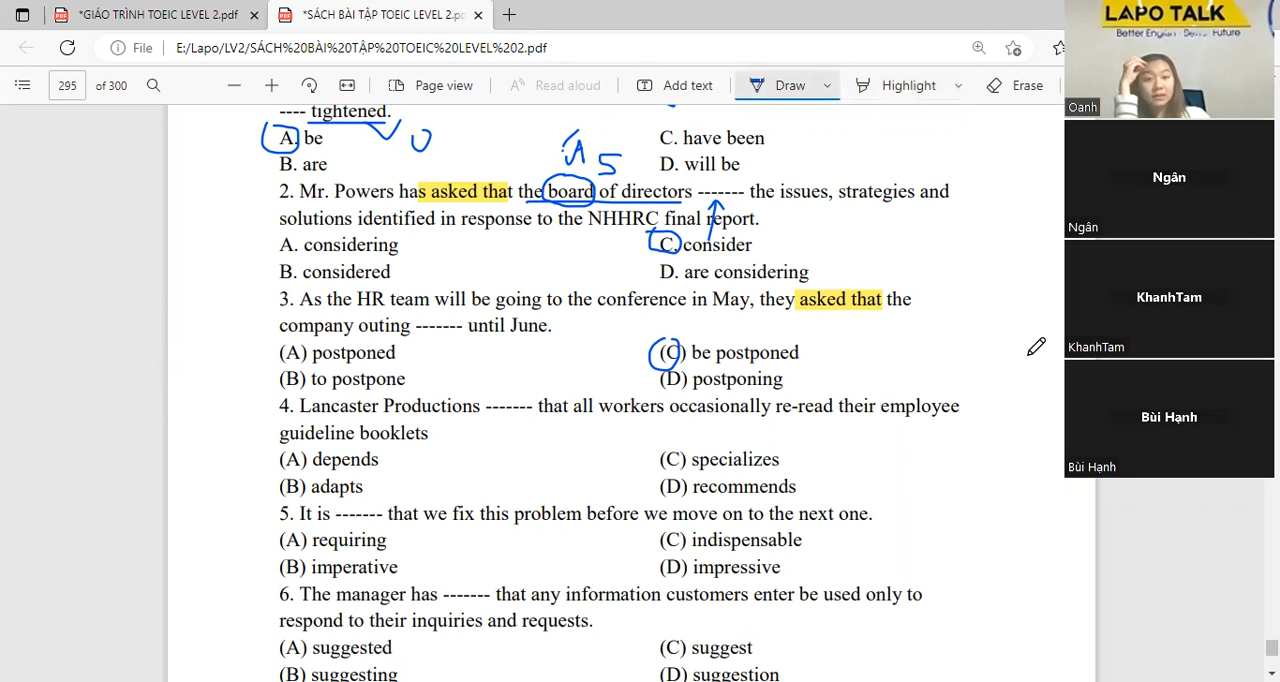 *GIÁO TRÌNH TOEIC LEVEL 2.pdf
*SÁCH BÀI TẬP TOEIC LEVEL 2.pd
File
E:/Lapo/LV2/SÁCH%20BÀI%20TẬP%20TOEIC%20LEVEL%202.pdf
295 of 300
Page view
Read aloud
Add text
Draw
Highlight
Erase
LAPO TALK
Oanh
Ngân
Ngân
KhanhTam
KhanhTam
Bùi Hạnh
Bùi Hạnh
---- tightened.
A. be
C. have been
B. are
D. will be
2. Mr. Powers has asked that the board of directors ------- the issues, strategies and
solutions identified in response to the NHHRC final report.
A. considering
C. consider
B. considered
D. are considering
3. As the HR team will be going to the conference in May, they asked that the
company outing ------- until June.
(A) postponed
(C) be postponed
(B) to postpone
(D) postponing
4. Lancaster Productions ------- that all workers occasionally re-read their employee
guideline booklets
(A) depends
(C) specializes
(B) adapts
(D) recommends
5. It is ------- that we fix this problem before we move on to the next one.
(A) requiring
(C) indispensable
(B) imperative
(D) impressive
6. The manager has ------- that any information customers enter be used only to
respond to their inquiries and requests.
(A) suggested
(C) suggest
(B) suggesting
(D) suggestion